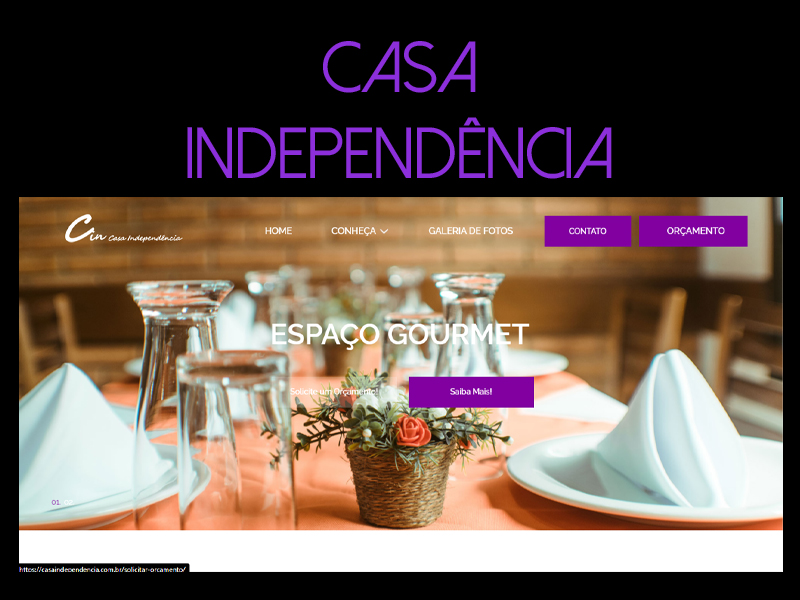 CASA
INDEPENDÊNCIA
Cin Casa Independência
HOME
CONHEÇA
GALERIA DE FOTOS
CONTATO
ORÇAMENTO
ESPAÇO GOURMET
Solicite um Orçamento!
Saiba Mais!
01
https://casaindependencia.com.br/solicitar-orcamento/